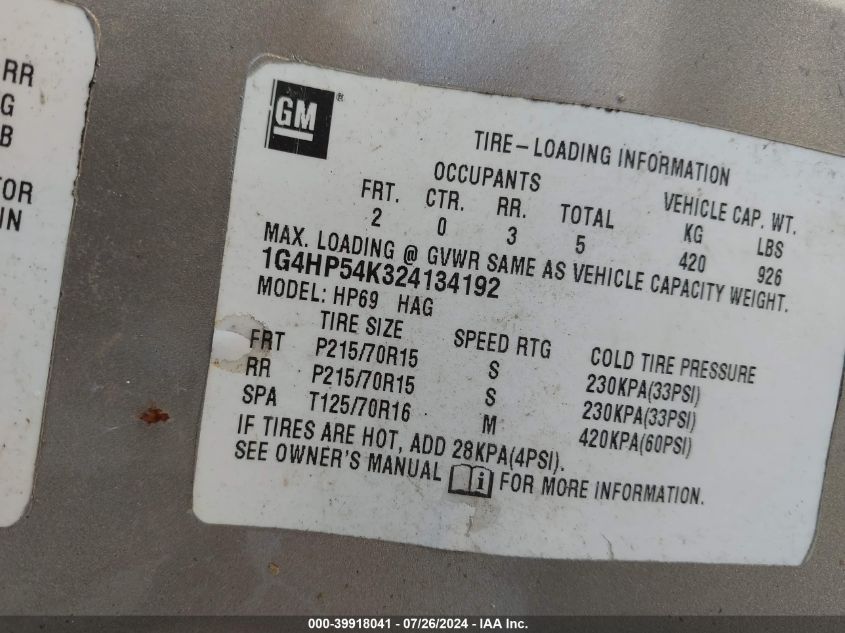 RR
G
B
TOR
IN
GM®
TIRE-LOADING INFORMATION
OCCUPANTS VEHICLE CAP. WT.
FRT. CTR. RR. TOTAL KG LBS
2 0 3 5 420 926
MAX. LOADING @ GVWR SAME AS VEHICLE CAPACITY WEIGHT.
1G4HP54K324134192
MODEL: HP69 HAG
TIRE SIZE SPEED RTG COLD TIRE PRESSURE
FRT P215/70R15 S 230KPA(33PSI)
RR P215/70R15 S 230KPA(33PSI)
SPA T125/70R16 M 420KPA(60PSI)
IF TIRES ARE HOT, ADD 28KPA(4PSI).
SEE OWNER'S MANUAL i FOR MORE INFORMATION.
000-39918041 - 07/26/2024 - IAA Inc.